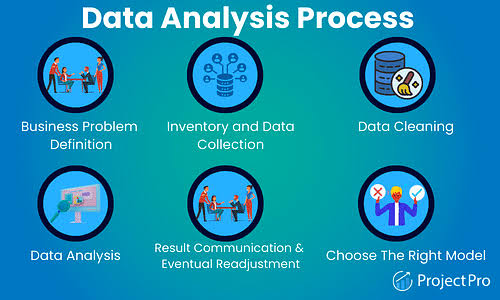 Data Analysis Process
Business Problem
Definition
Inventory and Data
Collection
Data Cleaning
Data Analysis
Result Communication &
Eventual Readjustment
Choose The Right Model
ProjectPro